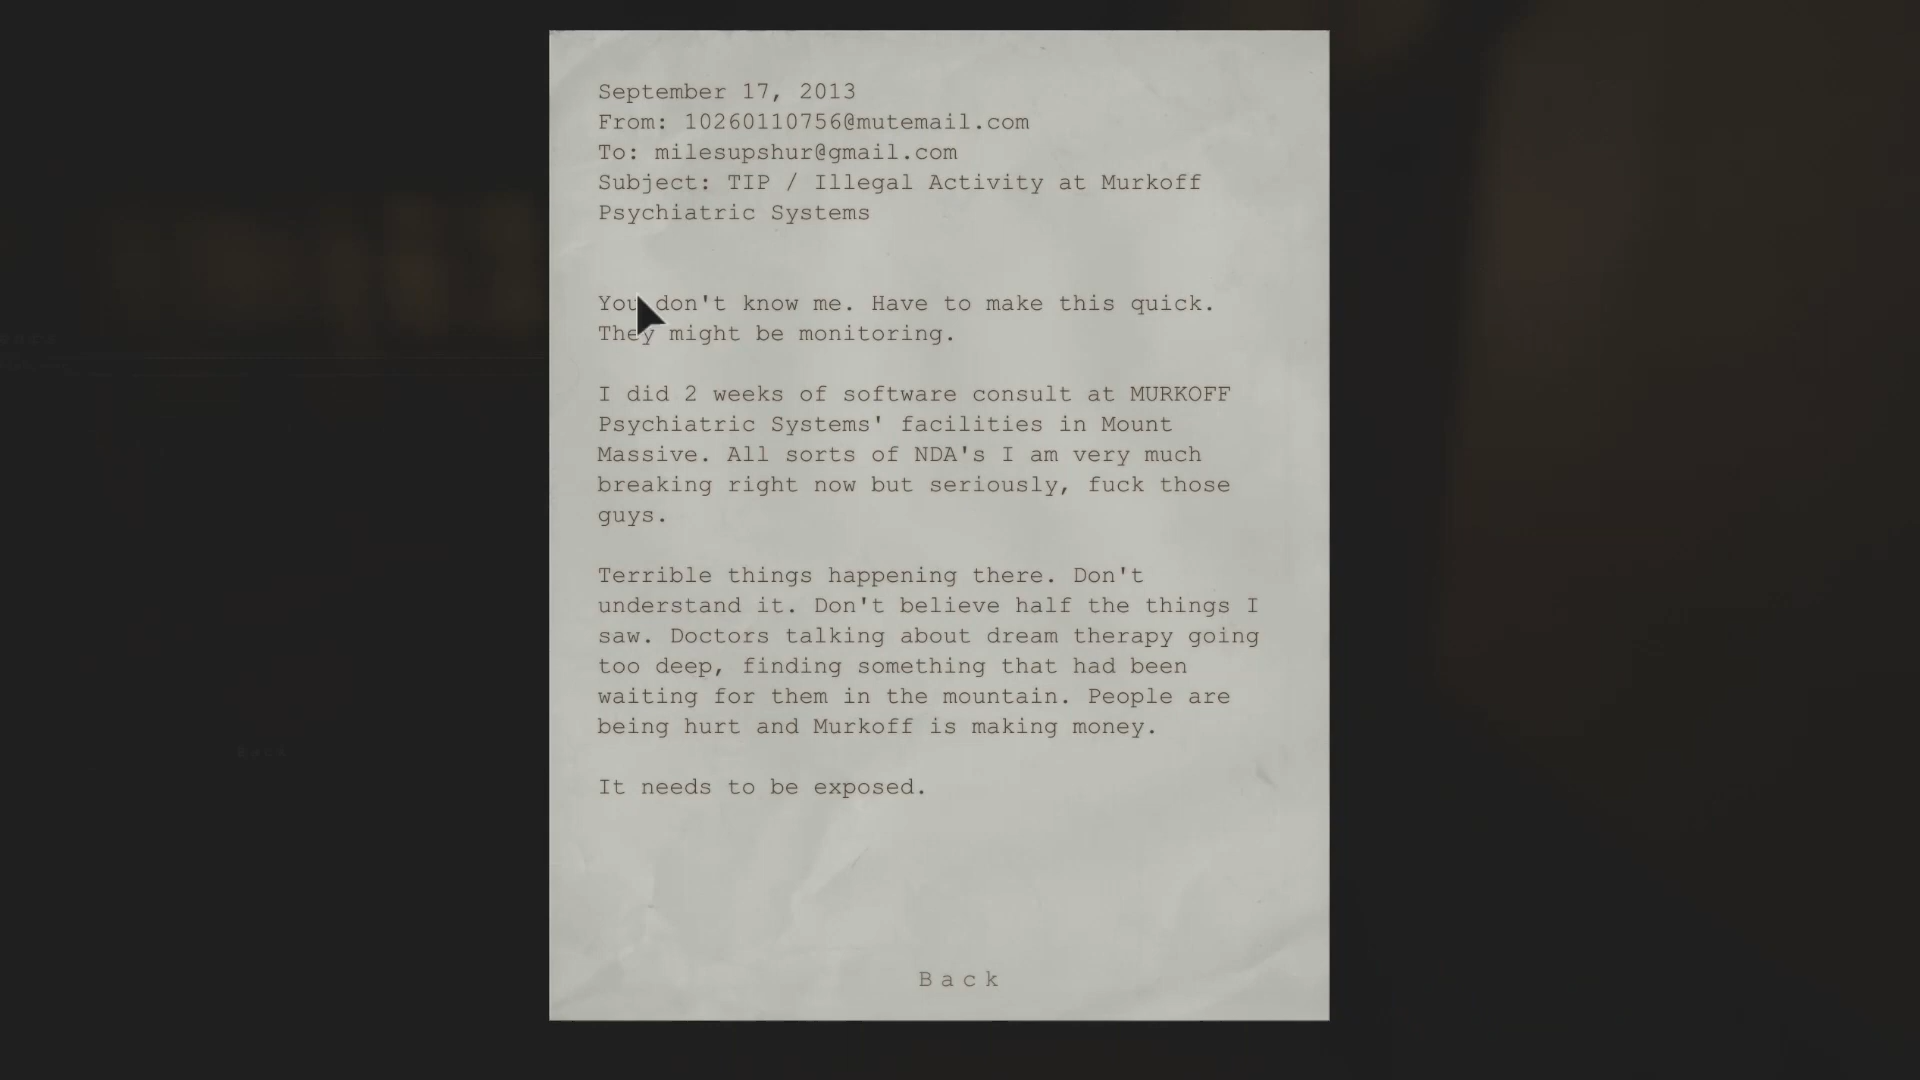 September 17, 2013
From: 10260110756@mutemail.com
To: milesupshur@gmail.com
Subject: TIP / Illegal Activity at Murkoff
Psychiatric Systems
You don't know me. Have to make this quick.
They might be monitoring.
I did 2 weeks of software consult at MURKOFF
Psychiatric Systems' facilities in Mount
Massive. All sorts of NDA's I am very much
breaking right now but seriously, fuck those
guys.
Terrible things happening there. Don't
understand it. Don't believe half the things I
saw. Doctors talking about dream therapy going
too deep, finding something that had been
waiting for them in the mountain. People are
being hurt and Murkoff is making money.
It needs to be exposed.
Back